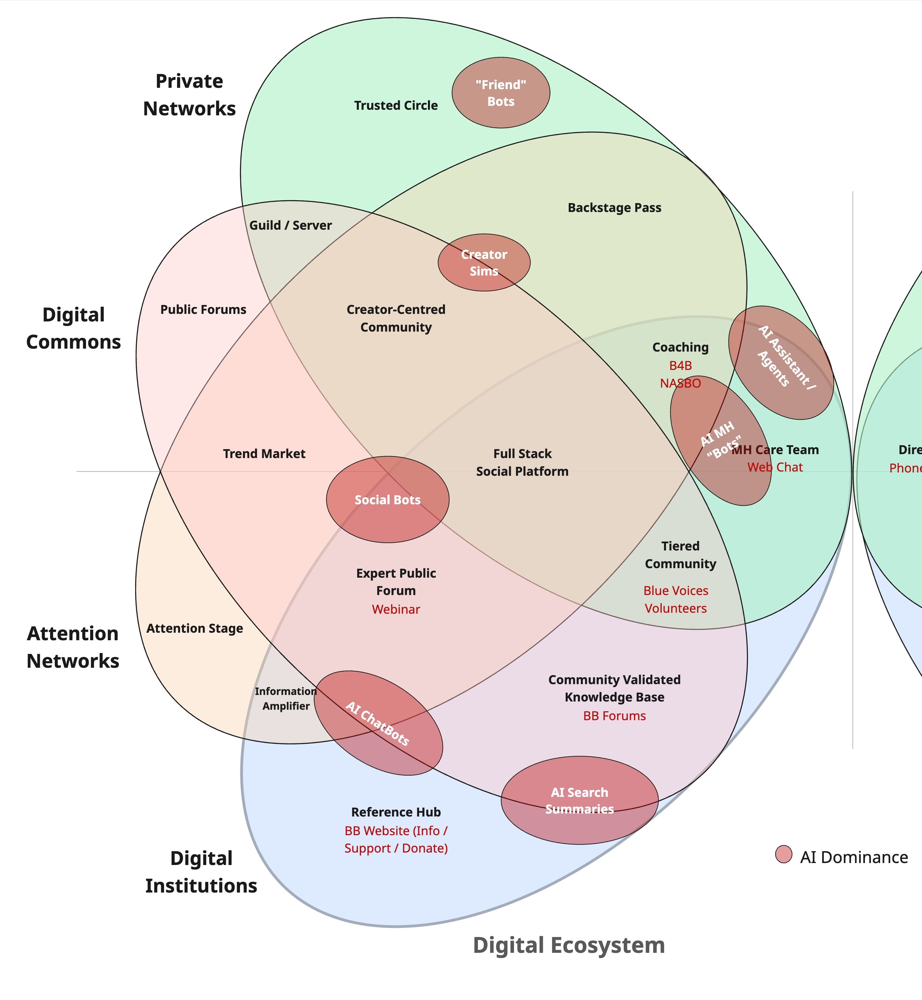 Private
Networks
"Friend"
Bots
Trusted Circle
Backstage Pass
Guild / Server
Creator
Sims
Digital
Commons
Public Forums
Creator-Centred
Community
Coaching
B4B
NASBO
AI Assistant /
Agents
AI MH
"Bots"
MH Care Team
Web Chat
Dire
Phone
Trend Market
Full Stack
Social Platform
Social Bots
Tiered
Community
Blue Voices
Volunteers
Expert Public
Forum
Webinar
Attention
Networks
Attention Stage
Information
Amplifier
AI ChatBots
Community Validated
Knowledge Base
BB Forums
AI Search
Summaries
Reference Hub
BB Website (Info /
Support / Donate)
Digital
Institutions
AI Dominance
Digital Ecosystem